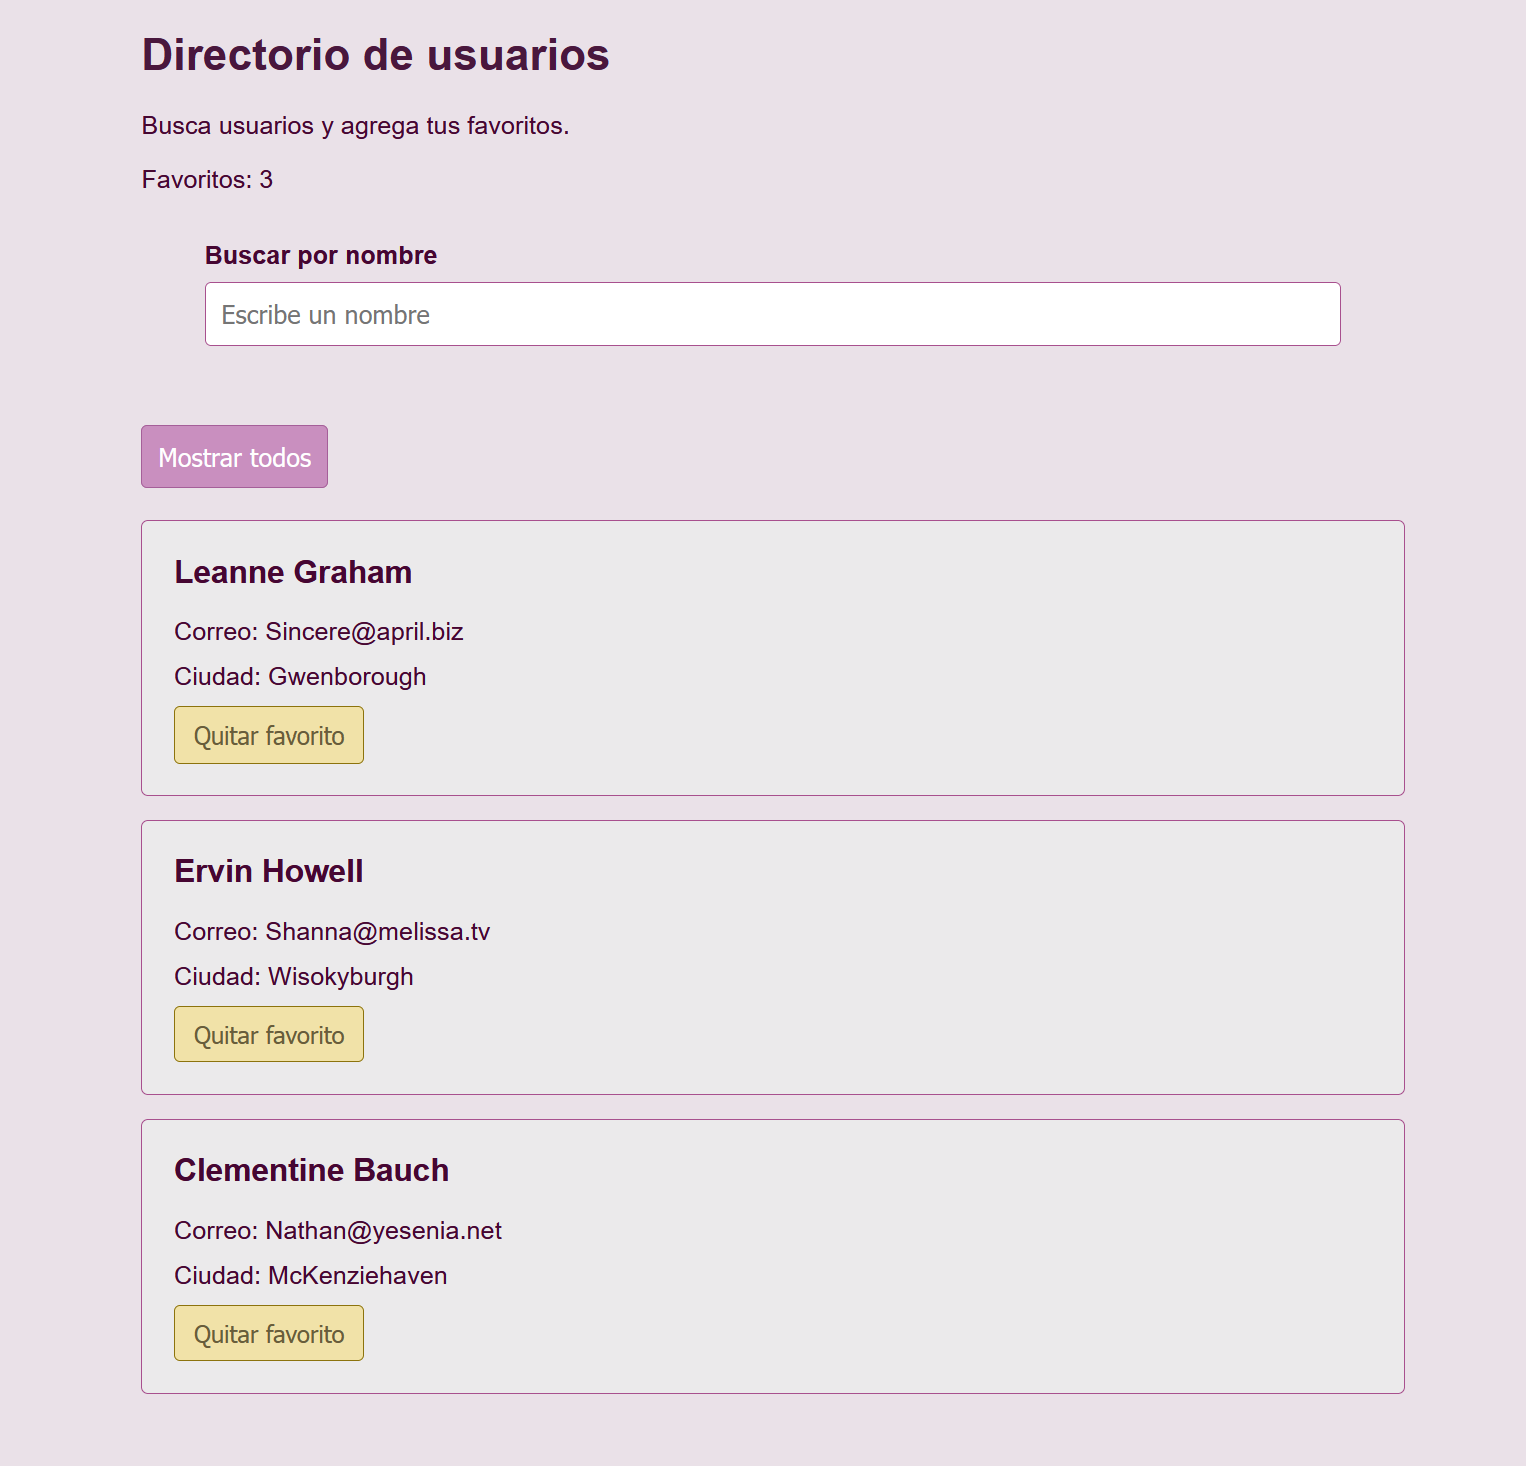 Directorio de usuarios
Busca usuarios y agrega tus favoritos.
Favoritos: 3
Buscar por nombre
Escribe un nombre
Mostrar todos
Leanne Graham
Correo: Sincere@april.biz
Ciudad: Gwenborough
Quitar favorito
Ervin Howell
Correo: Shanna@melissa.tv
Ciudad: Wisokyburgh
Quitar favorito
Clementine Bauch
Correo: Nathan@yesenia.net
Ciudad: McKenziehaven
Quitar favorito